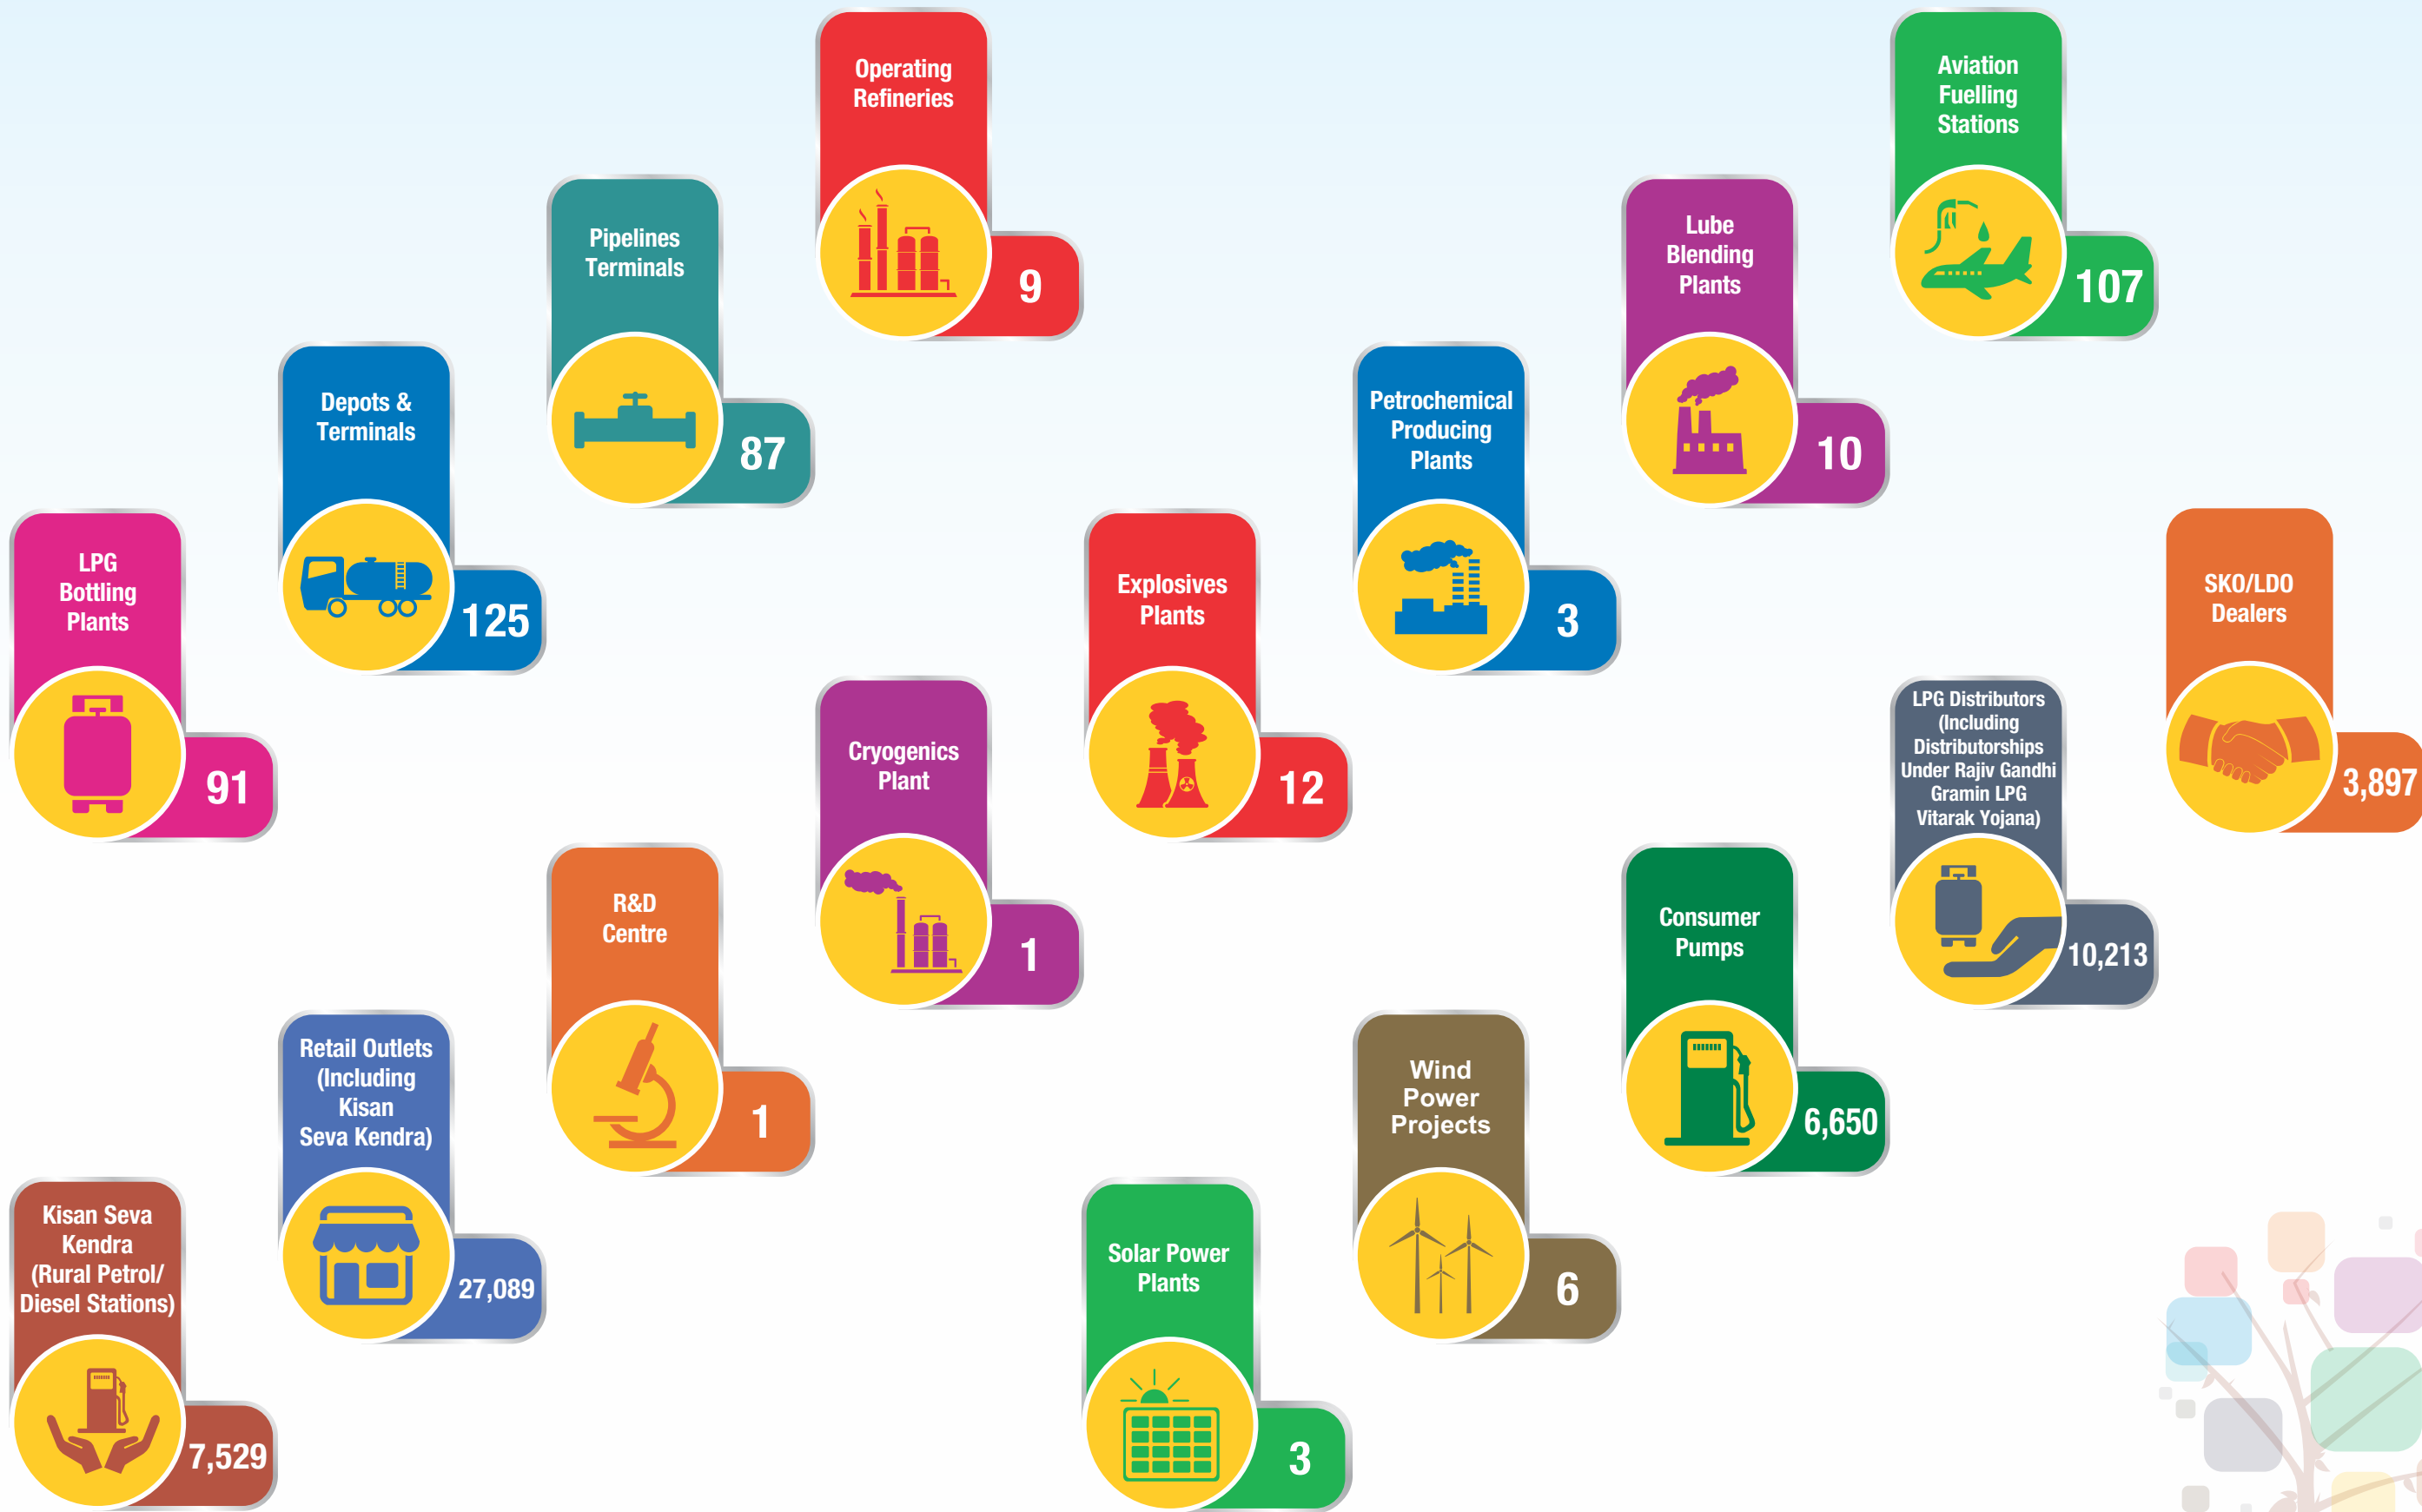 Operating
Refineries
9
Aviation
Fuelling
Stations
107
Pipelines
Terminals
87
Lube
Blending
Plants
10
Depots &
Terminals
125
Petrochemical
Producing
Plants
3
LPG
Bottling
Plants
91
Explosives
Plants
12
SKO/LDO
Dealers
3,897
Cryogenics
Plant
1
LPG Distributors
(Including
Distributorships
Under Rajiv Gandhi
Gramin LPG
Vitarak Yojana)
10,213
R&D
Centre
1
Consumer
Pumps
6,650
Retail Outlets
(Including
Kisan
Seva Kendra)
27,089
Wind
Power
Projects
6
Kisan Seva
Kendra
(Rural Petrol/
Diesel Stations)
7,529
Solar Power
Plants
3